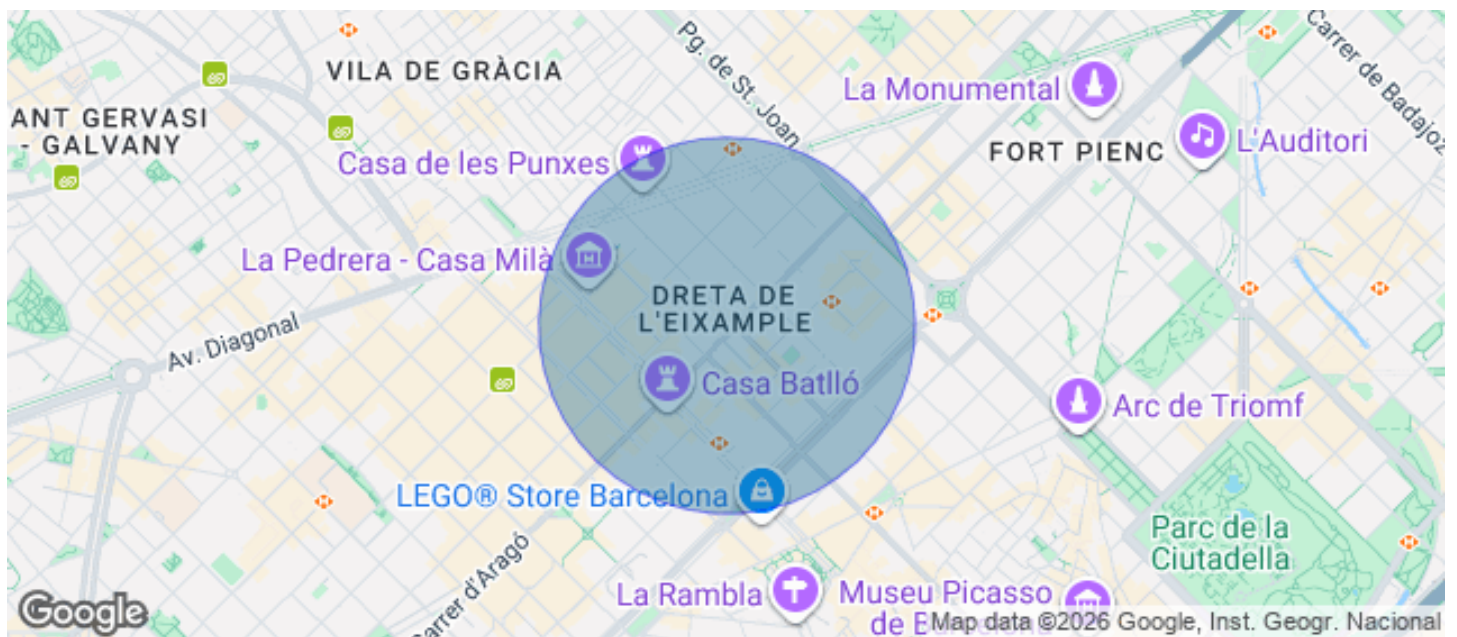 VILA DE GRÀCIA
Pg. de St. Joan
La Monumental
Carrer de Badajoz
ANT GERVASI
- GALVANY
Casa de les Punxes
FORT PIENC
L'Auditori
La Pedrera - Casa Milà
DRETA DE
L'EIXAMPLE
Av. Diagonal
Casa Batlló
Arc de Triomf
LEGO® Store Barcelona
Parc de la
Ciutadella
Carrer d'Aragó
La Rambla
Museu Picasso
de B
Google
Map data ©2026 Google, Inst. Geogr. Nacional